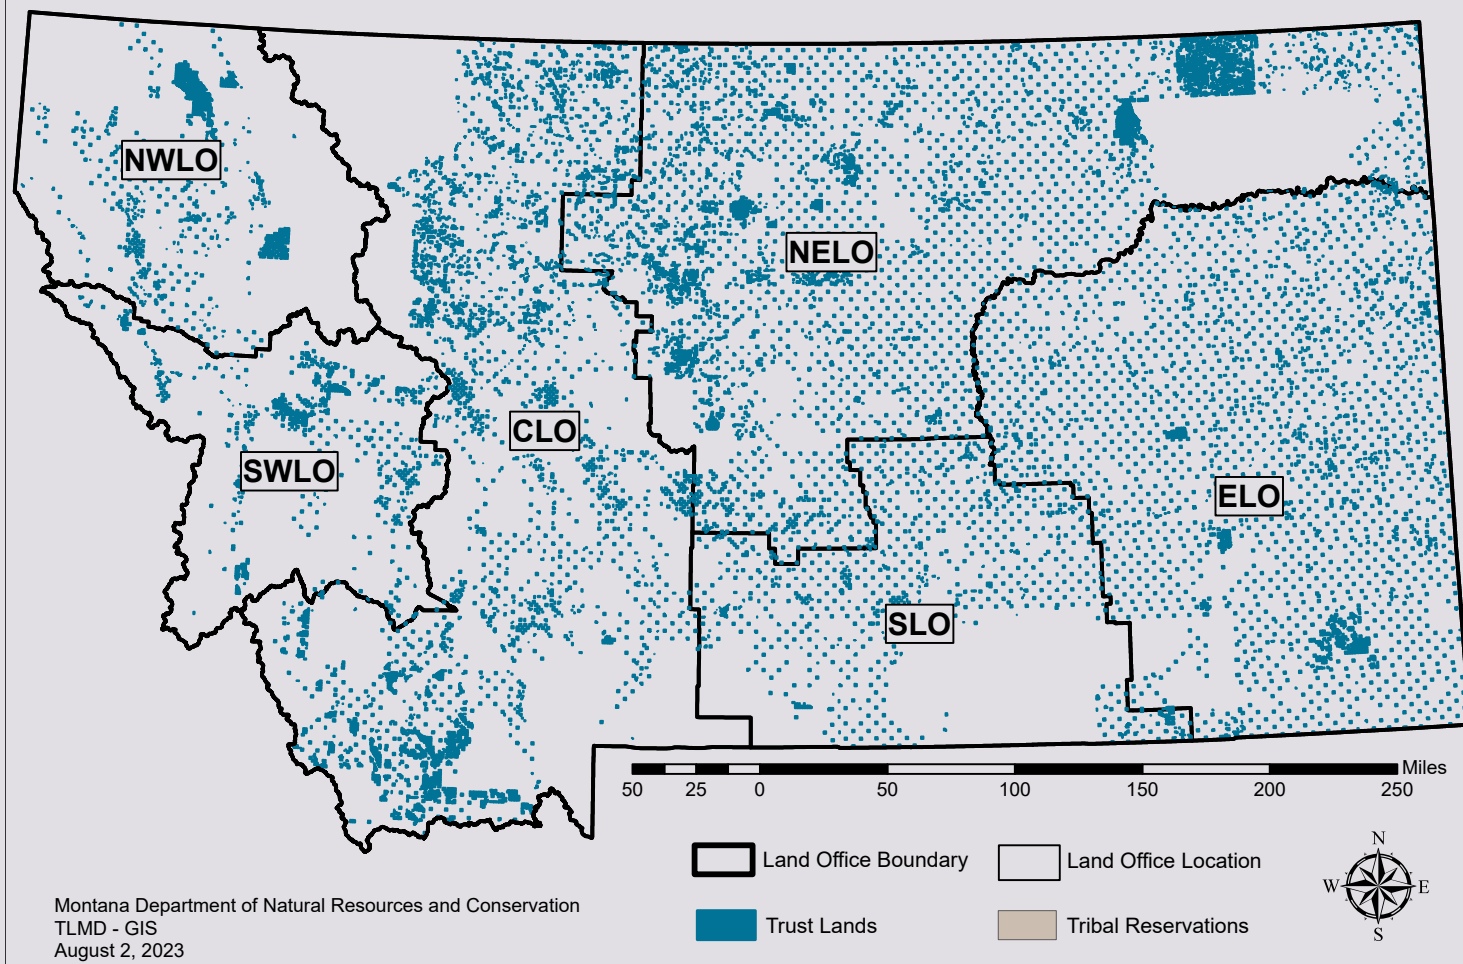 NWLO
NELO
CLO
SWLO
ELO
SLO
Miles
50 25 0 50 100 150 200 250
Land Office Boundary
Land Office Location
Trust Lands
Tribal Reservations
N
W E
S
Montana Department of Natural Resources and Conservation
TLMD - GIS
August 2, 2023